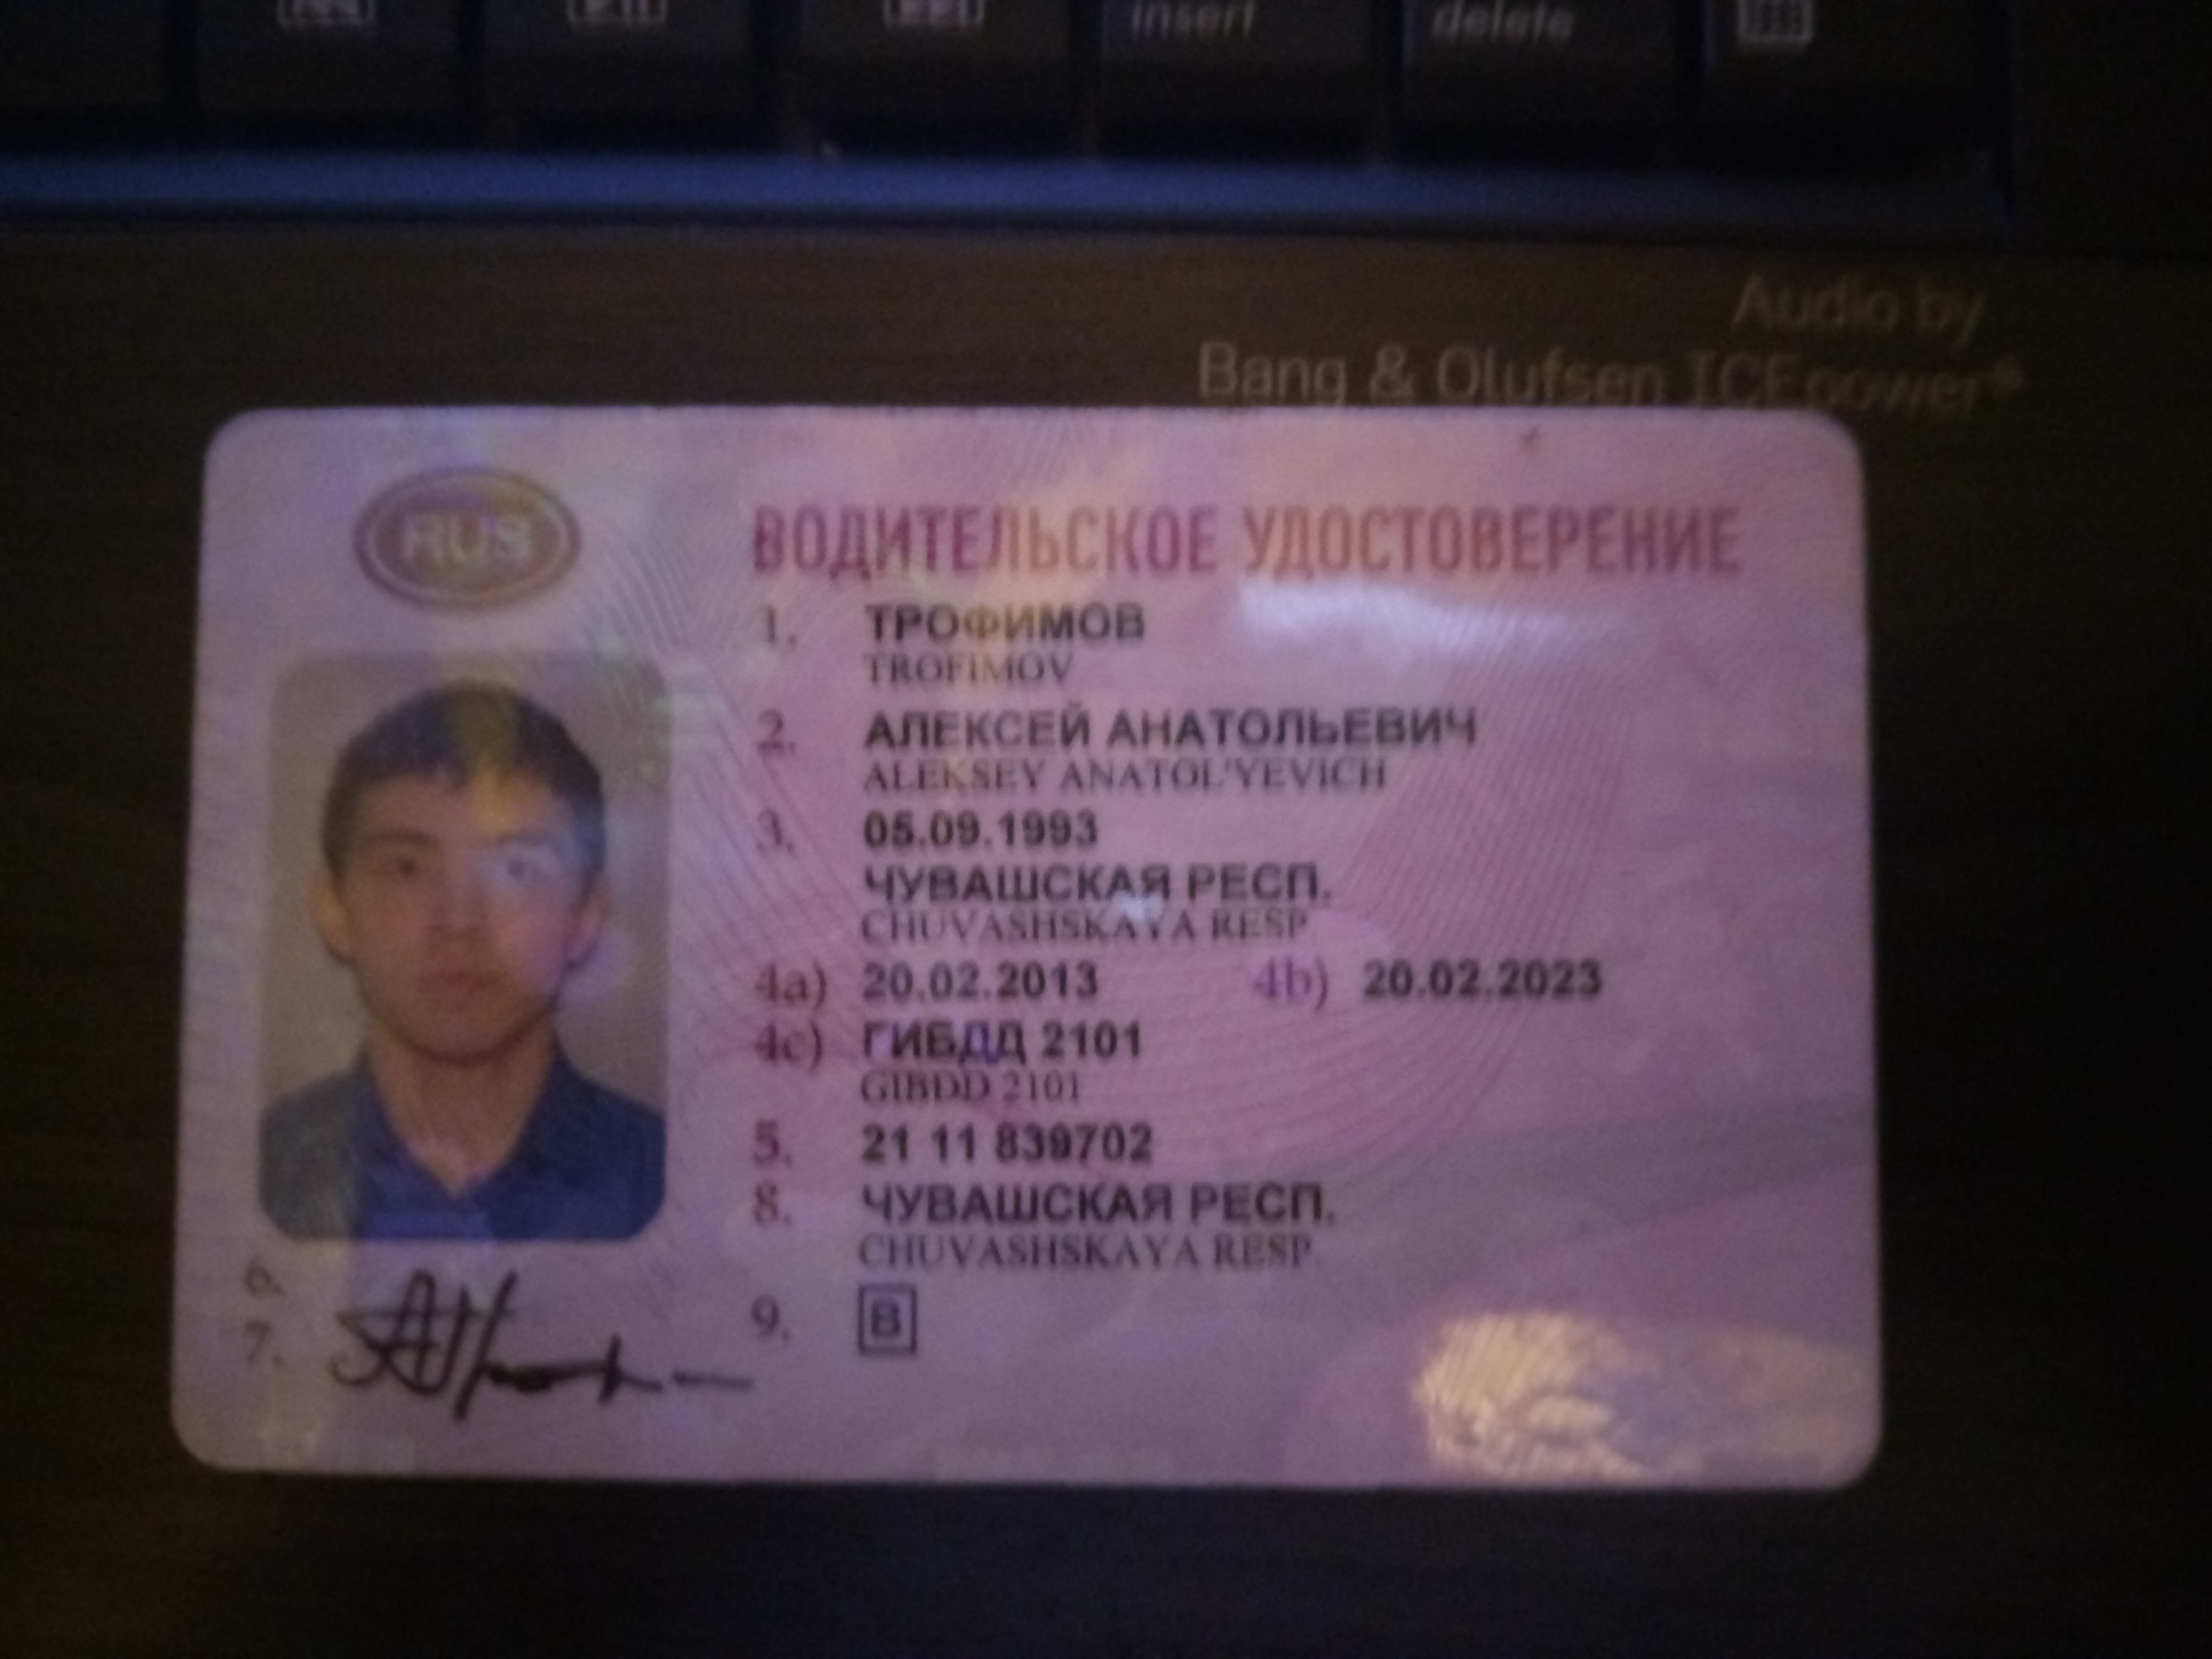 insert delete
Audio by
Bang & Olufsen ICEpower®
RUS
ВОДИТЕЛЬСКОЕ УДОСТОВЕРЕНИЕ
1. ТРОФИМОВ
TROFIMOV
2. АЛЕКСЕЙ АНАТОЛЬЕВИЧ
ALEKSEY ANATOL'YEVICH
3. 05.09.1993
ЧУВАШСКАЯ РЕСП.
CHUVASHSKAYA RESP
4a) 20.02.2013 4b) 20.02.2023
4c) ГИБДД 2101
GIBDD 2101
5. 21 11 839702
8. ЧУВАШСКАЯ РЕСП.
CHUVASHSKAYA RESP
6.
7.
9. B